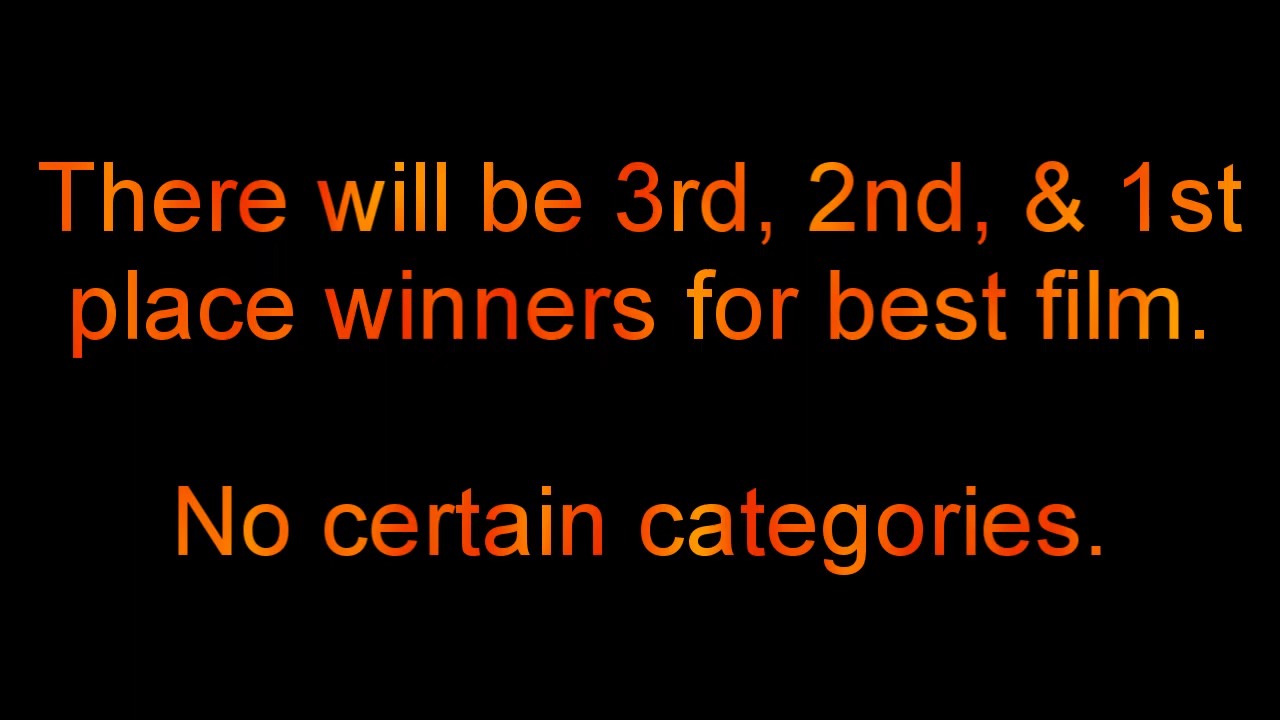 There will be 3rd, 2nd, & 1st
place winners for best film.
No certain categories.